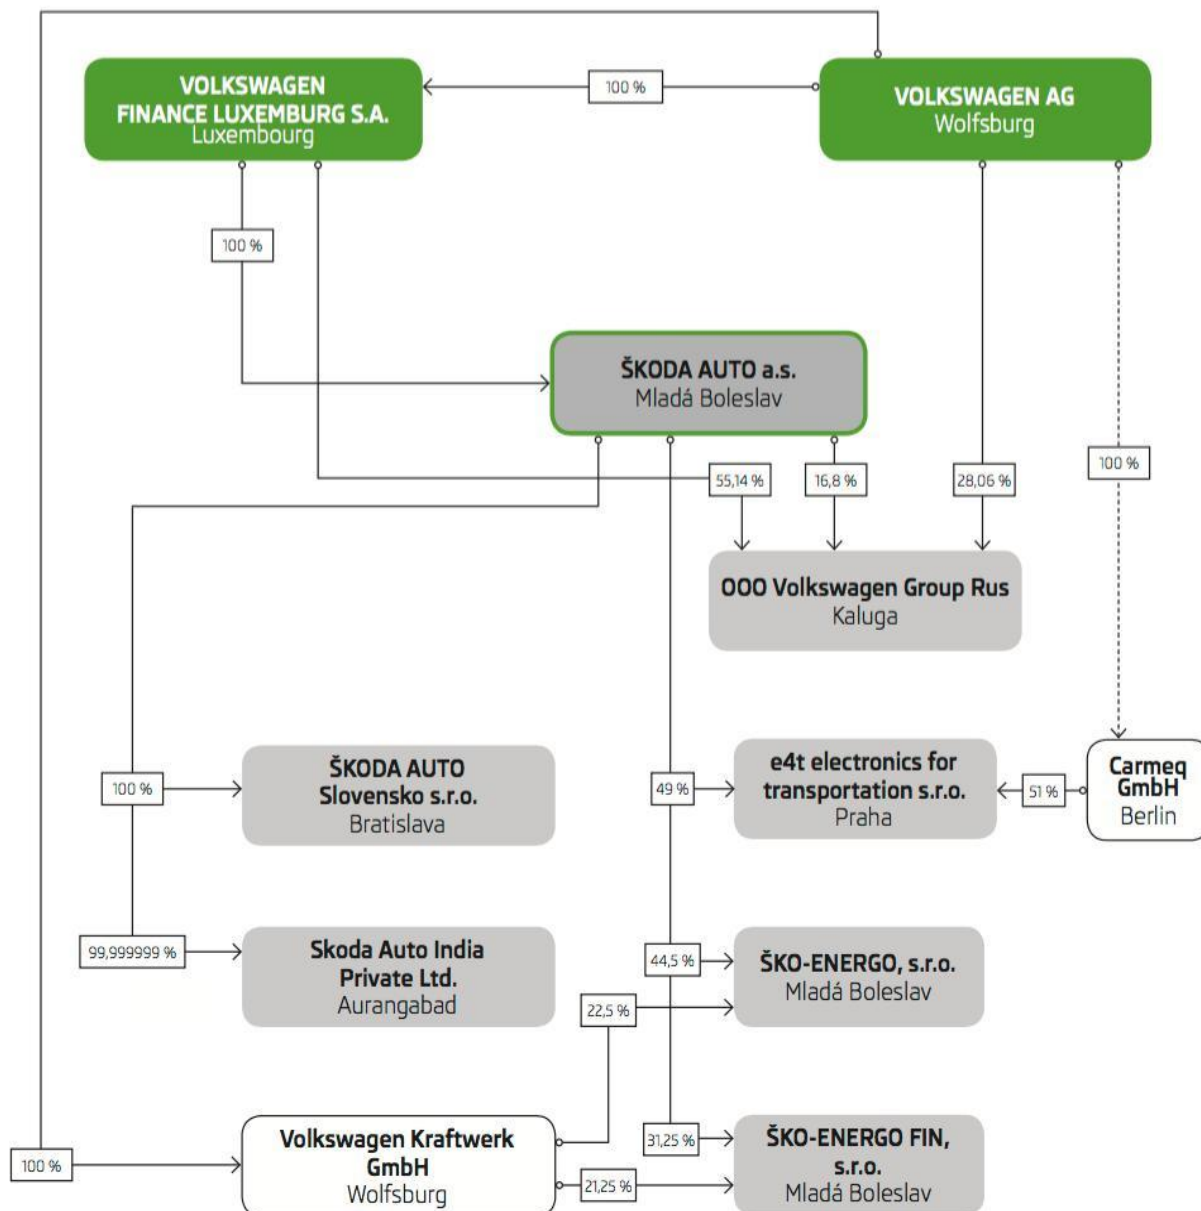 VOLKSWAGEN
FINANCE LUXEMBURG S.A.
Luxembourg
100 %
VOLKSWAGEN AG
Wolfsburg
100 %
ŠKODA AUTO a.s.
Mladá Boleslav
55,14 %
16,8 %
28,06 %
100 %
OOO Volkswagen Group Rus
Kaluga
100 %
ŠKODA AUTO
Slovensko s.r.o.
Bratislava
49 %
e4t electronics for
transportation s.r.o.
Praha
51 %
Carmeq
GmbH
Berlin
99,999999 %
Skoda Auto India
Private Ltd.
Aurangabad
44,5 %
22,5 %
ŠKO-ENERGO, s.r.o.
Mladá Boleslav
100 %
Volkswagen Kraftwerk
GmbH
Wolfsburg
31,25 %
21,25 %
ŠKO-ENERGO FIN,
s.r.o.
Mladá Boleslav